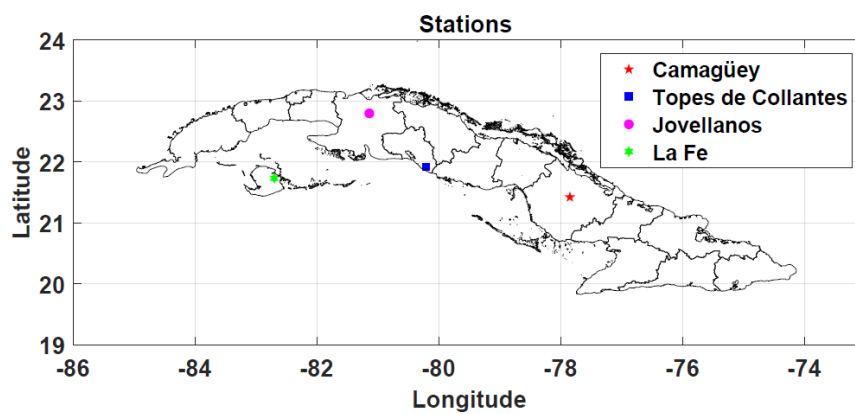 Stations
24
23
22
21
20
19
Latitude
Camagüey
Topes de Collantes
Jovellanos
La Fe
-86 -84 -82 -80 -78 -76 -74
Longitude